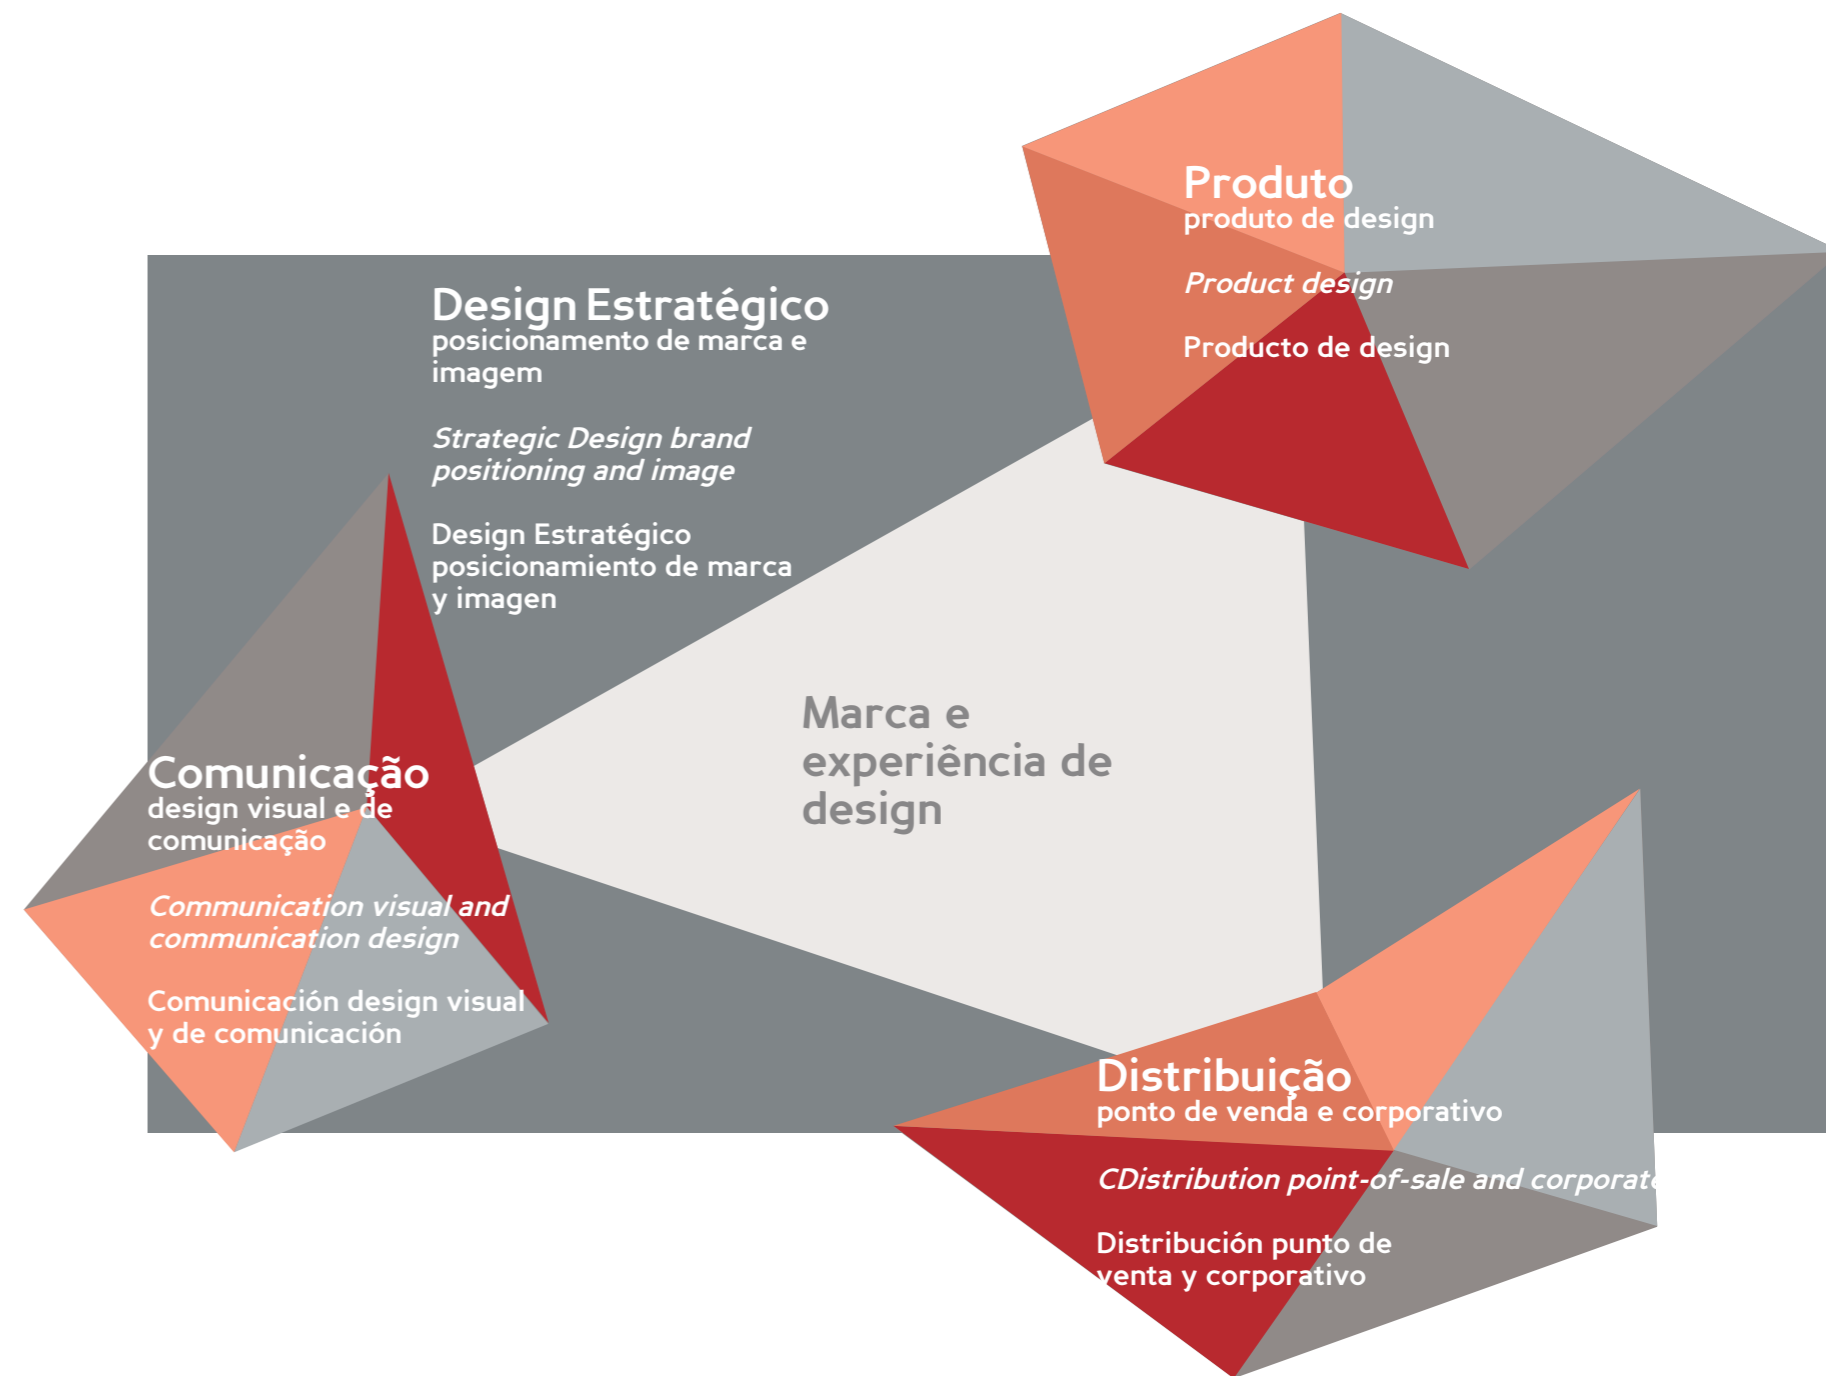 Produto
produto de design
Product design
Producto de design
Design Estratégico
posicionamento de marca e
imagem
Strategic Design brand
positioning and image
Design Estratégico
posicionamiento de marca
y imagen
Marca e
experiência de
design
Comunicação
design visual e de
comunicação
Communication visual and
communication design
Comunicación design visual
y de comunicación
Distribuição
ponto de venda e corporativo
CDistribution point-of-sale and corporate
Distribución punto de
venta y corporativo